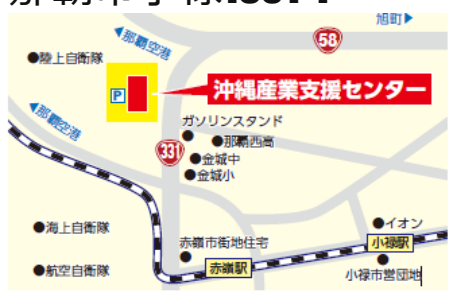 旭町▶
◀那覇空港
58
●陸上自衛隊
P
沖縄産業支援センター
◀那覇空港
ガソリンスタンド
●那覇西高
331
●金城中
●金城小
●海上自衛隊
赤嶺市街地住宅
●イオン
小禄駅
赤嶺駅
●航空自衛隊
小禄市営団地